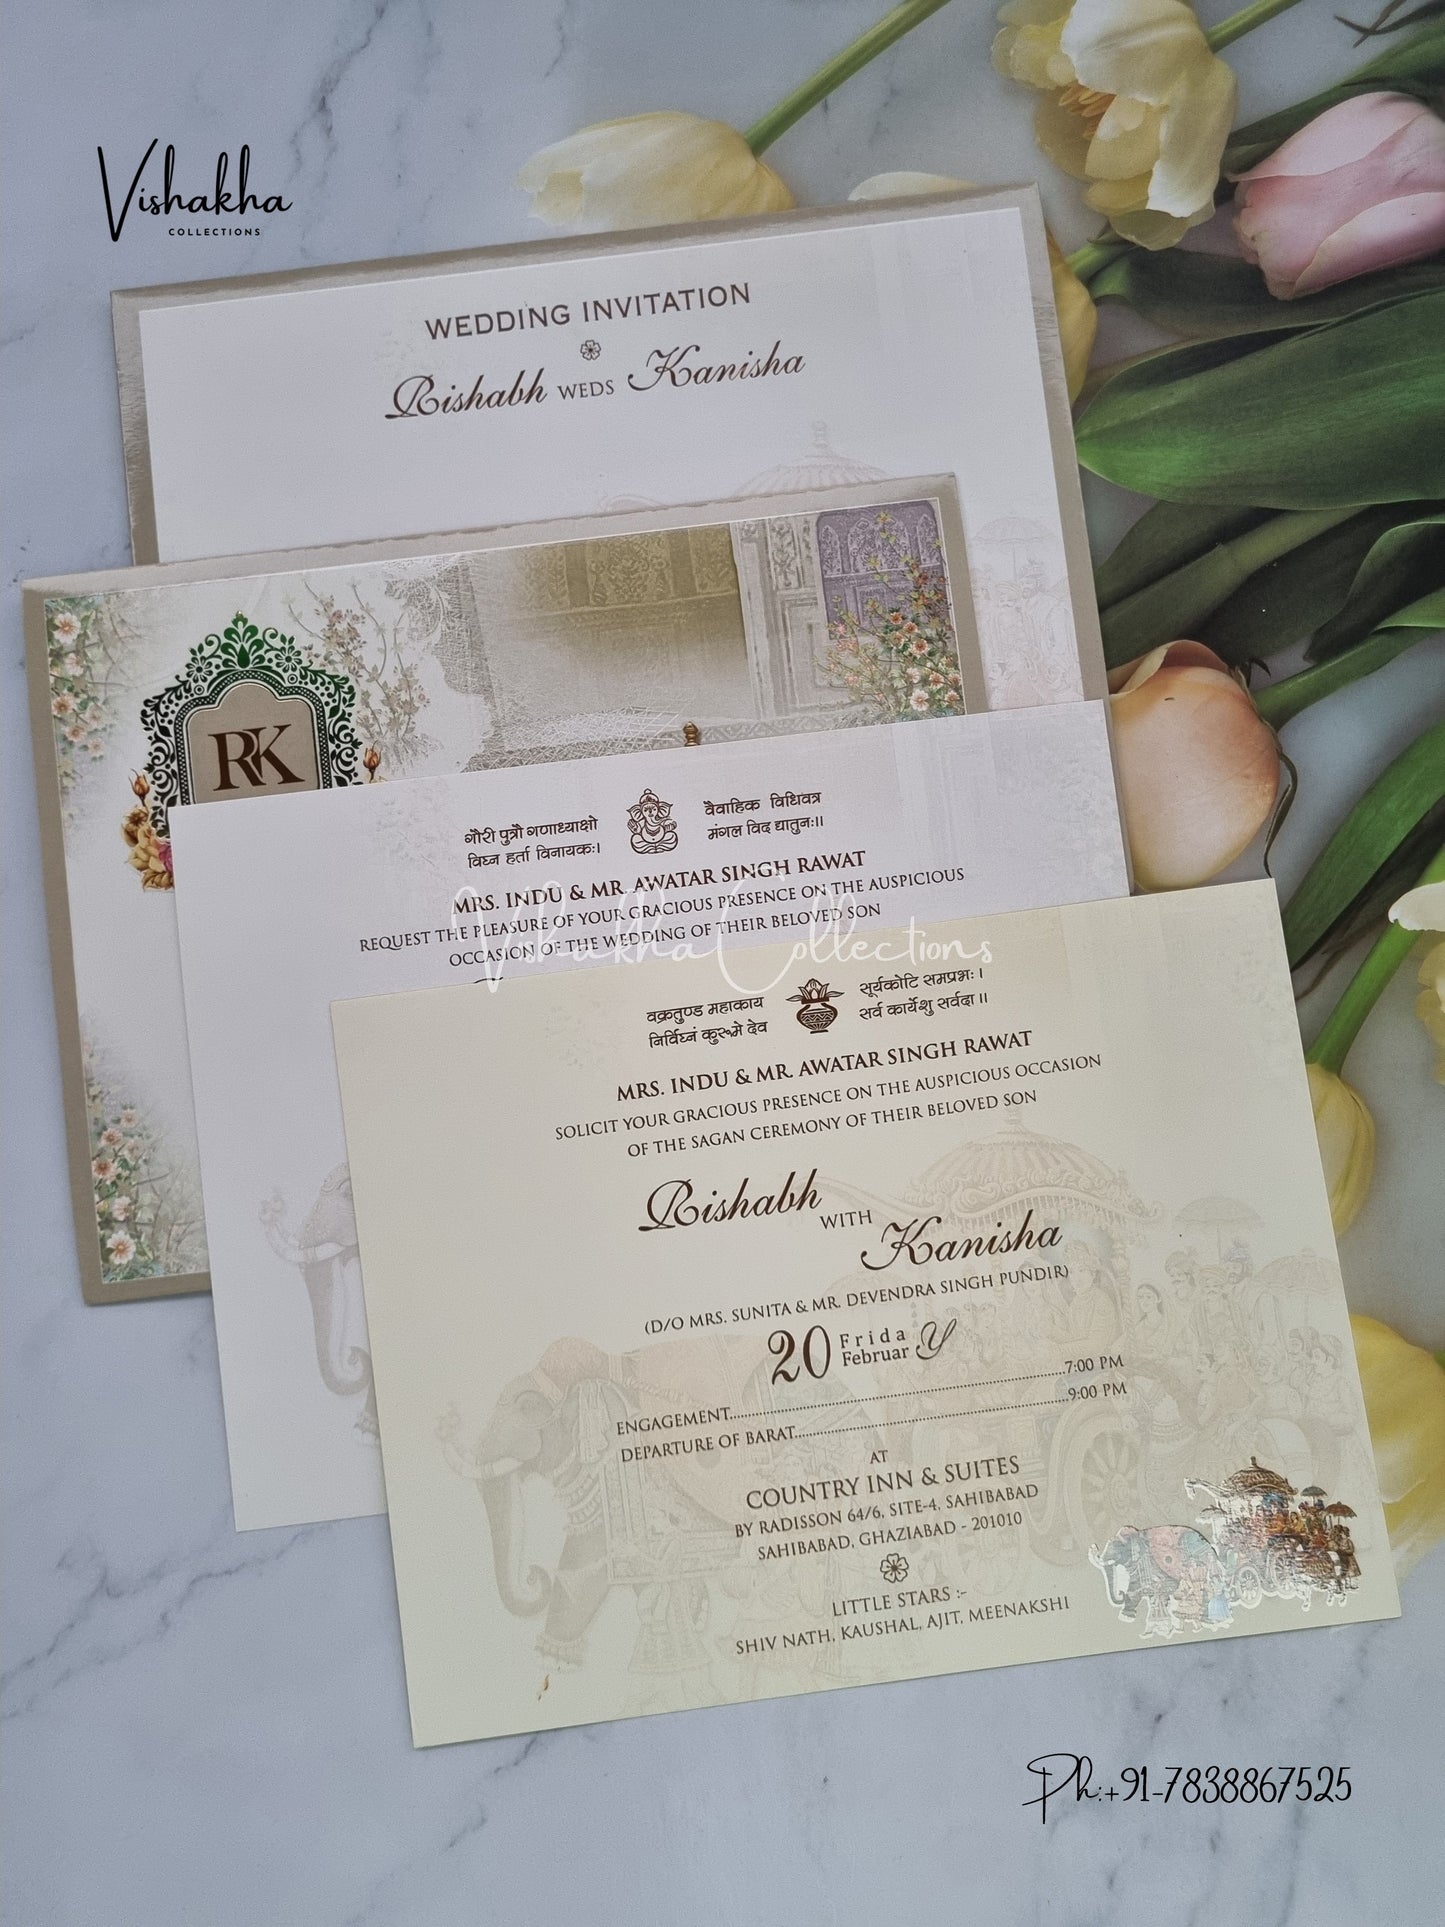 Vishakha
COLLECTIONS
WEDDING INVITATION
Rishabh WEDS Kanisha
RK
गौरी पुत्रौ गणाध्याक्षो
विघ्न हर्ता विनायकः।
वैवाहिक विधिवत्र
मंगल विद द्यातुनः।।
MRS. INDU & MR. AWATAR SINGH RAWAT
REQUEST THE PLEASURE OF YOUR GRACIOUS PRESENCE ON THE AUSPICIOUS
OCCASION OF THE WEDDING OF THEIR BELOVED SON
Vishakha Collections
वक्रतुण्ड महाकाय
निर्विघ्नं कुरूमे देव
सूर्यकोटि समप्रभः।
सर्व कार्येशु सर्वदा।।
MRS. INDU & MR. AWATAR SINGH RAWAT
SOLICIT YOUR GRACIOUS PRESENCE ON THE AUSPICIOUS OCCASION
OF THE SAGAN CEREMONY OF THEIR BELOVED SON
Rishabh
WITH
Kanisha
(D/O MRS. SUNITA & MR. DEVENDRA SINGH PUNDIR)
20 Friday
February
ENGAGEMENT...............................................................7:00 PM
DEPARTURE OF BARAT...................................................9:00 PM
AT
COUNTRY INN & SUITES
BY RADISSON 64/6, SITE-4, SAHIBABAD
SAHIBABAD, GHAZIABAD - 201010
LITTLE STARS :-
SHIV NATH, KAUSHAL, AJIT, MEENAKSHI
Ph:+91-7838867525